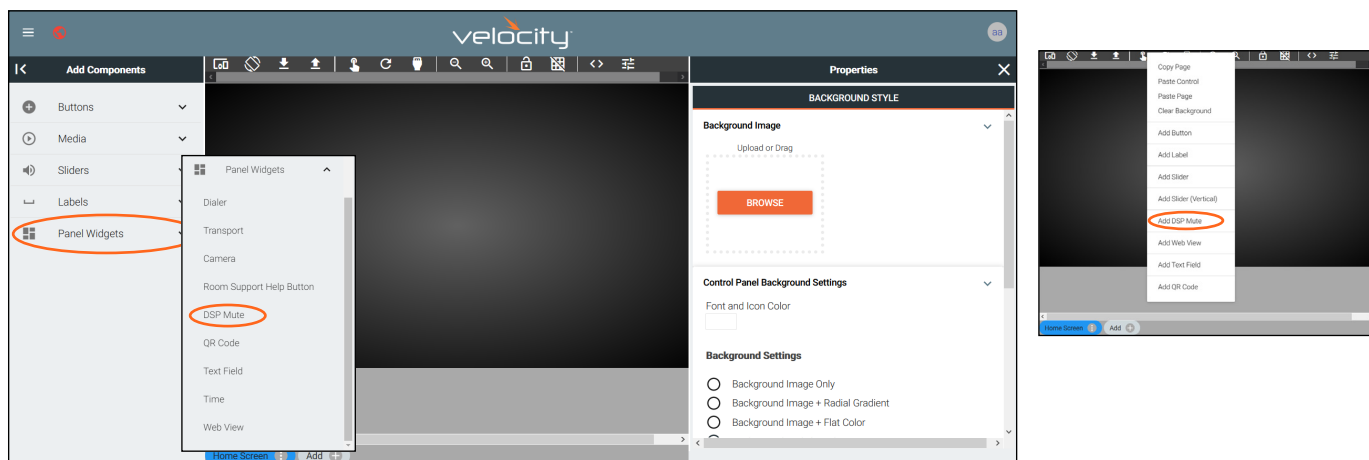 velocity
aa
Add Components
Properties
BACKGROUND STYLE
Buttons
Media
Sliders
Labels
Panel Widgets
Panel Widgets
Dialer
Transport
Camera
Room Support Help Button
DSP Mute
QR Code
Text Field
Time
Web View
Home Screen
Add
Background Image
Upload or Drag
BROWSE
Control Panel Background Settings
Font and Icon Color
Background Settings
Background Image Only
Background Image + Radial Gradient
Background Image + Flat Color
Copy Page
Paste Control
Paste Page
Clear Background
Add Button
Add Label
Add Slider
Add Slider (Vertical)
Add DSP Mute
Add Web View
Add Text Field
Add QR Code
Home Screen
Add